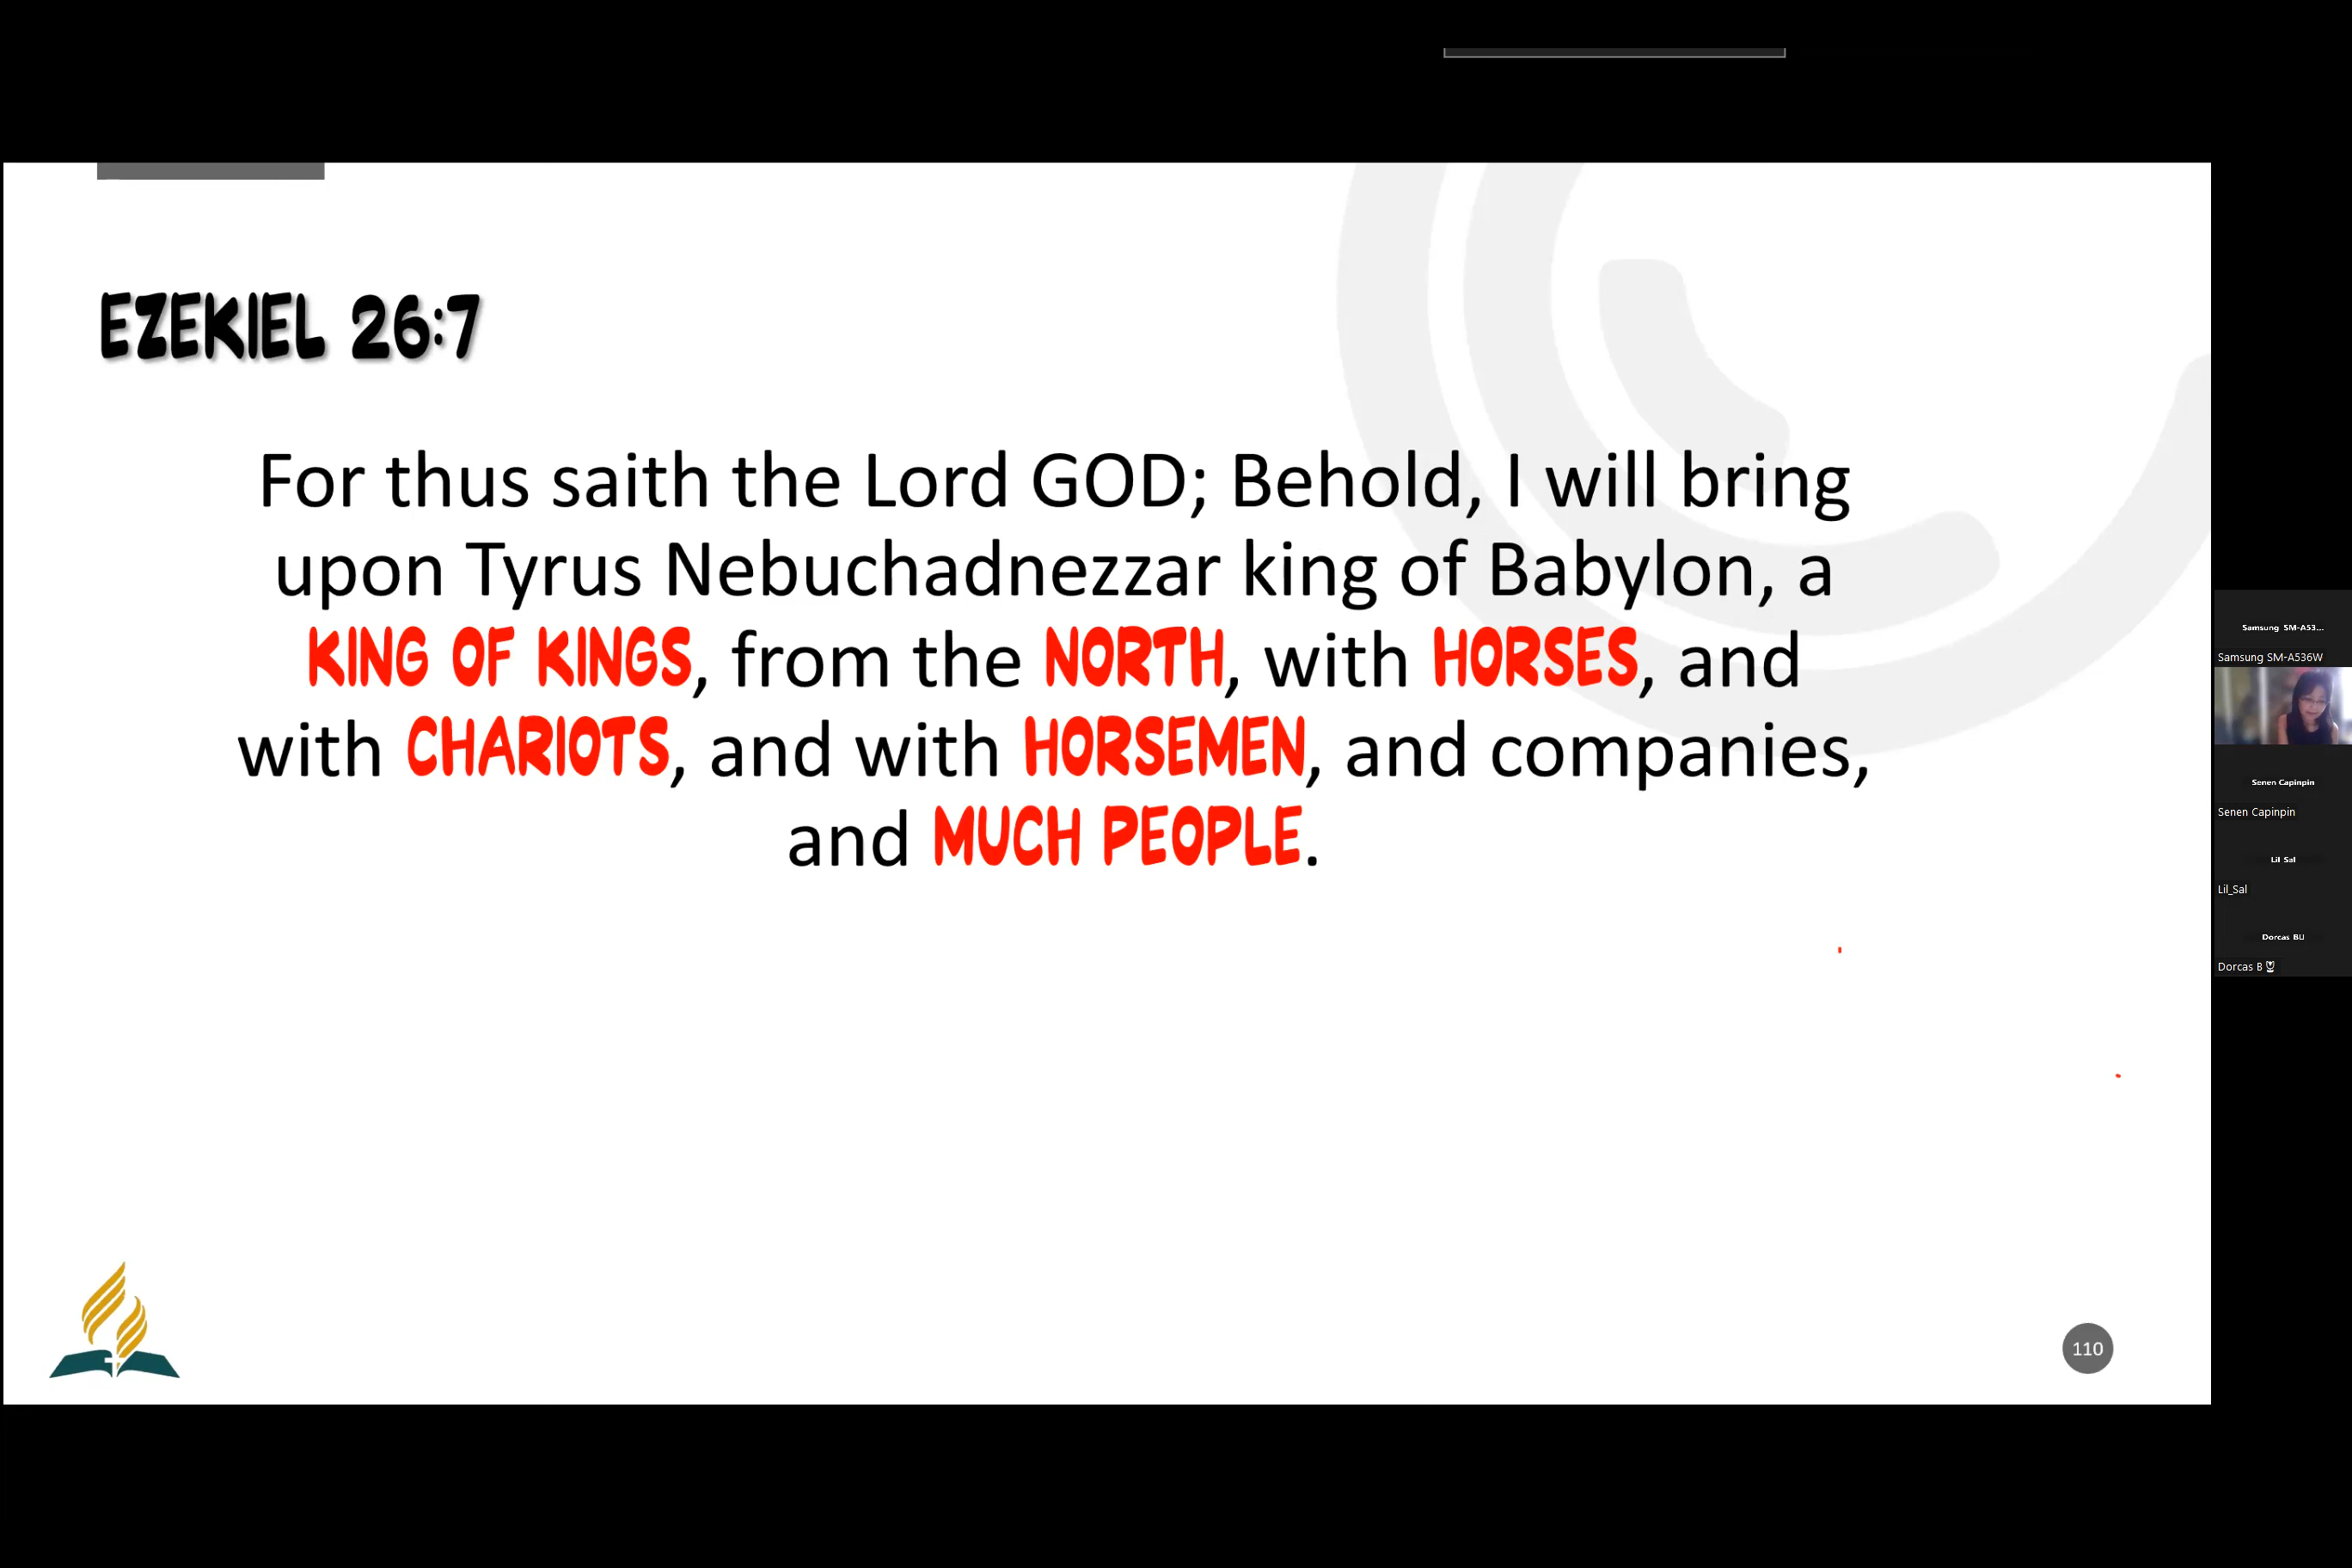 EZEKIEL 26:7
For thus saith the Lord GOD; Behold, I will bring
upon Tyrus Nebuchadnezzar king of Babylon, a
KING OF KINGS, from the NORTH, with HORSES, and
with CHARIOTS, and with HORSEMEN, and companies,
and MUCH PEOPLE.
110
Samsung SM-A53...
Samsung SM-A536W
Senen Capinpin
Senen Capinpin
Lil Sal
Lil_Sal
Dorcas BU
Dorcas B